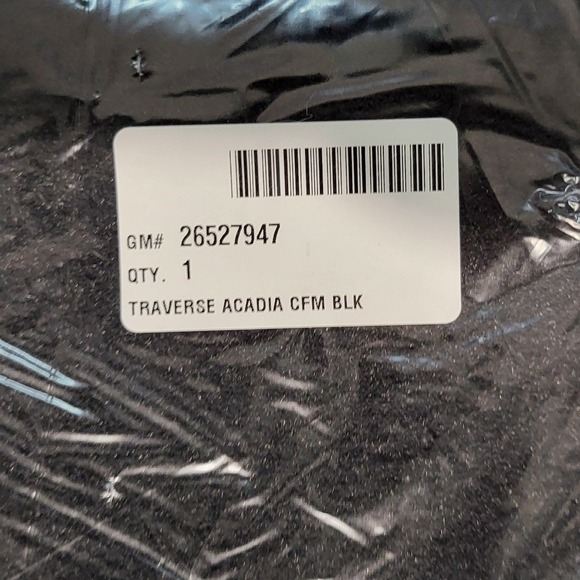 GM# 26527947
QTY. 1
TRAVERSE ACADIA CFM BLK